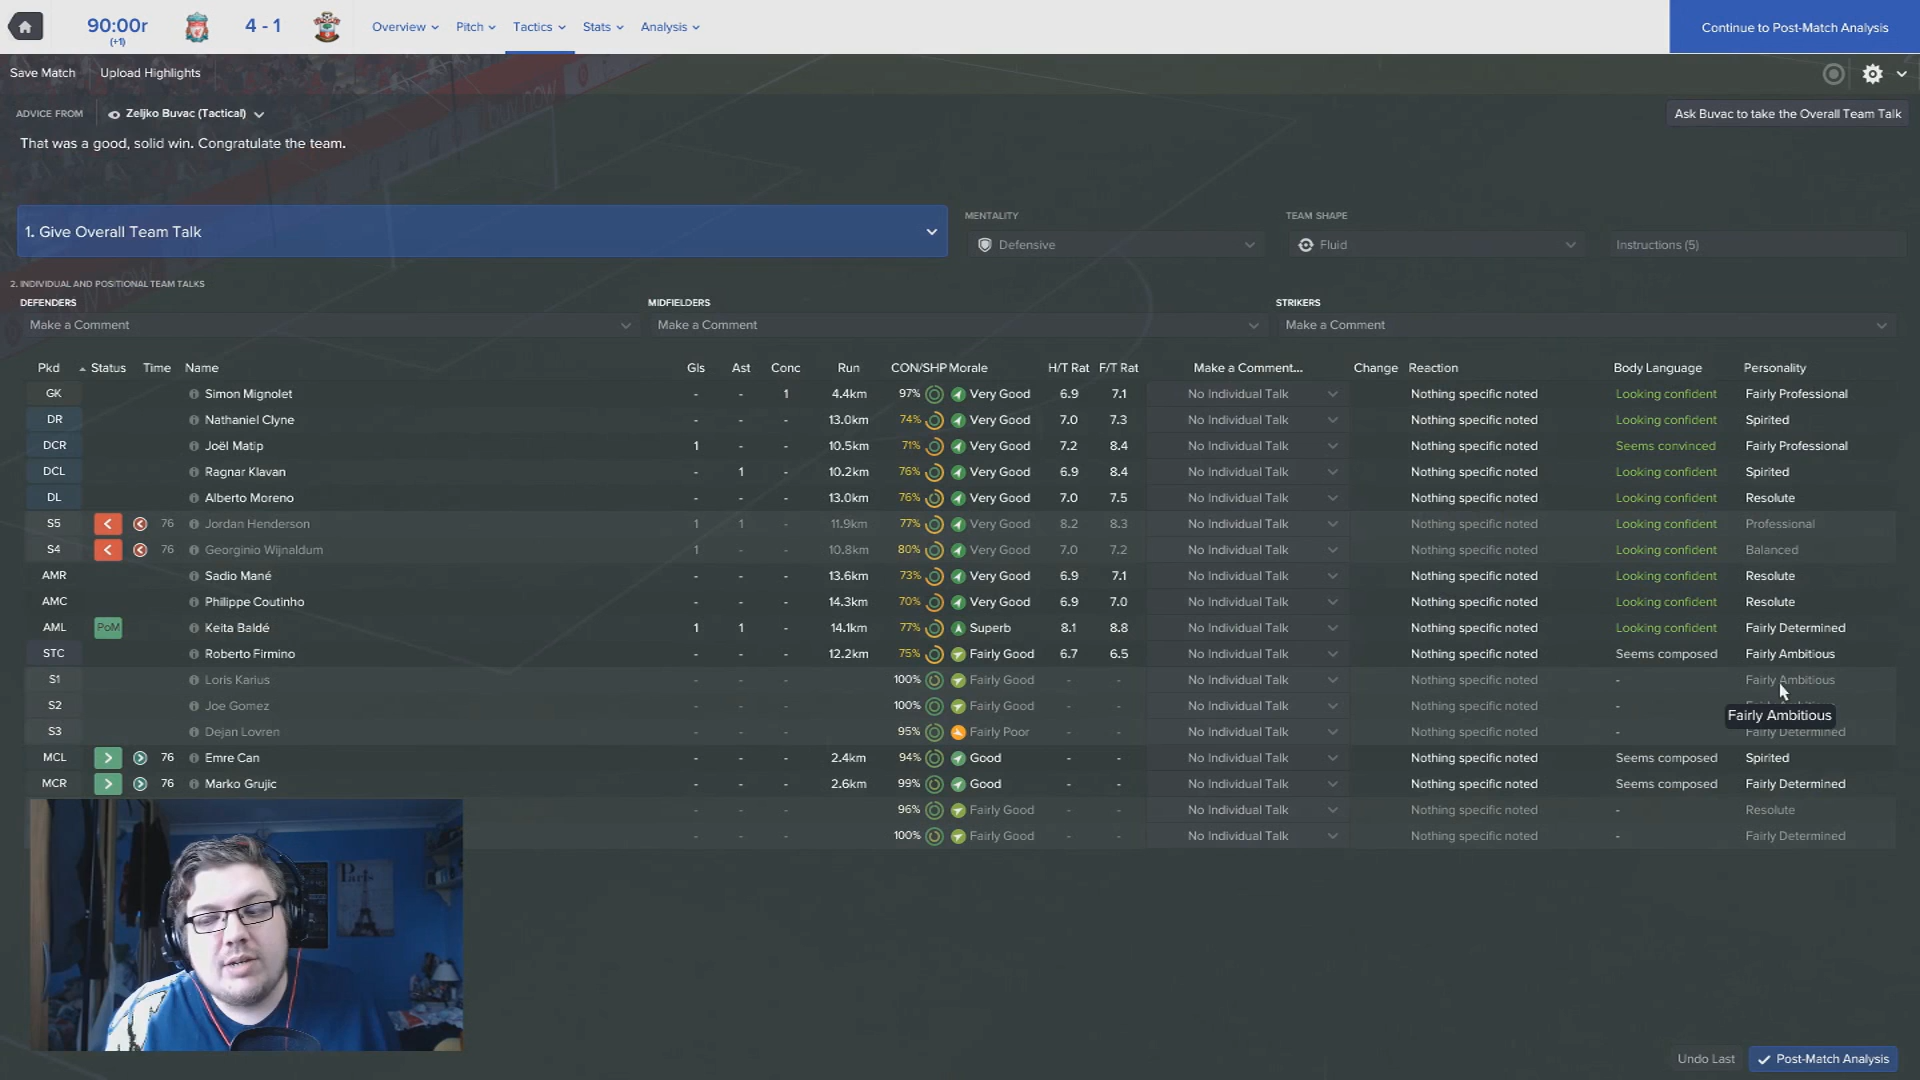 90:00r
(+1)
4 - 1
Overview
Pitch
Tactics
Stats
Analysis
Continue to Post-Match Analysis
Save Match
Upload Highlights
ADVICE FROM
Zeljko Buvac (Tactical)
Ask Buvac to take the Overall Team Talk
That was a good, solid win. Congratulate the team.
1. Give Overall Team Talk
MENTALITY
Defensive
TEAM SHAPE
Fluid
Instructions (5)
2. INDIVIDUAL AND POSITIONAL TEAM TALKS
DEFENDERS
MIDFIELDERS
STRIKERS
Make a Comment
Make a Comment
Make a Comment
Pkd Status Time Name Gls Ast Conc Run CON/SHP Morale H/T Rat F/T Rat Make a Comment... Change Reaction Body Language Personality
GK Simon Mignolet - - 1 4.4km 97% Very Good 6.9 7.1 No Individual Talk Nothing specific noted Looking confident Fairly Professional
DR Nathaniel Clyne - - - 13.0km 74% Very Good 7.0 7.3 No Individual Talk Nothing specific noted Looking confident Spirited
DCR Joël Matip 1 - - 10.5km 71% Very Good 7.2 8.4 No Individual Talk Nothing specific noted Seems convinced Fairly Professional
DCL Ragnar Klavan - 1 - 10.2km 76% Very Good 6.9 8.4 No Individual Talk Nothing specific noted Looking confident Spirited
DL Alberto Moreno - - - 13.0km 76% Very Good 7.0 7.5 No Individual Talk Nothing specific noted Looking confident Resolute
S5 76 Jordan Henderson 1 1 - 11.9km 77% Very Good 8.2 8.3 No Individual Talk Nothing specific noted Looking confident Professional
S4 76 Georginio Wijnaldum 1 - - 10.8km 80% Very Good 7.0 7.2 No Individual Talk Nothing specific noted Looking confident Balanced
AMR Sadio Mané - - - 13.6km 73% Very Good 6.9 7.1 No Individual Talk Nothing specific noted Looking confident Resolute
AMC Philippe Coutinho - - - 14.3km 70% Very Good 6.9 7.0 No Individual Talk Nothing specific noted Looking confident Resolute
AML PoM Keita Baldé 1 1 - 14.1km 77% Superb 8.1 8.8 No Individual Talk Nothing specific noted Looking confident Fairly Determined
STC Roberto Firmino - - - 12.2km 75% Fairly Good 6.7 6.5 No Individual Talk Nothing specific noted Seems composed Fairly Ambitious
S1 Loris Karius - - - 100% Fairly Good - - No Individual Talk Nothing specific noted - Fairly Ambitious
S2 Joe Gomez - - - 100% Fairly Good - - No Individual Talk Nothing specific noted -
Fairly Ambitious
S3 Dejan Lovren - - - 95% Fairly Poor - - No Individual Talk Nothing specific noted - Fairly Determined
MCL 76 Emre Can - - - 2.4km 94% Good - - No Individual Talk Nothing specific noted Seems composed Spirited
MCR 76 Marko Grujic - - - 2.6km 99% Good - - No Individual Talk Nothing specific noted Seems composed Fairly Determined
- - - 96% Fairly Good - - No Individual Talk Nothing specific noted - Resolute
- - - 100% Fairly Good - - No Individual Talk Nothing specific noted - Fairly Determined
Paris
Undo Last
Post-Match Analysis